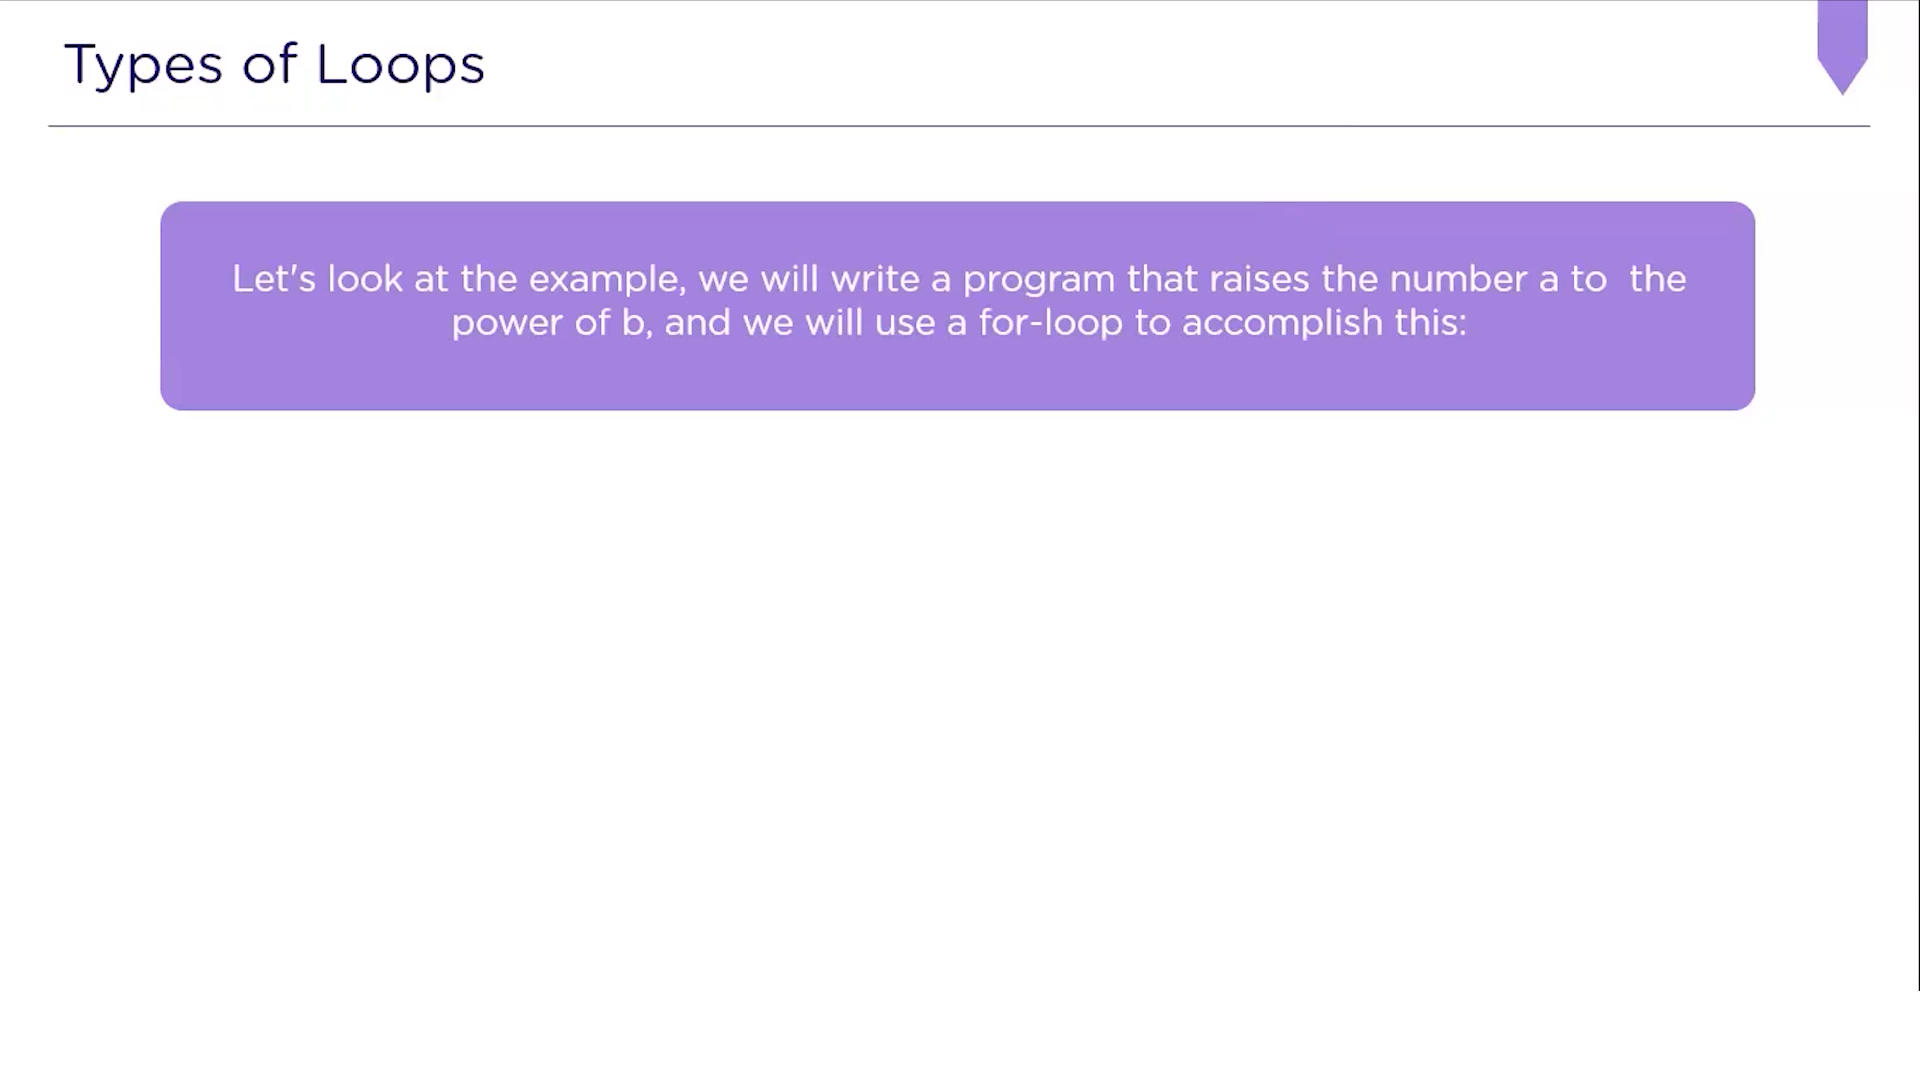 Types of Loops
Let's look at the example, we will write a program that raises the number a to  the
power of b, and we will use a for-loop to accomplish this: